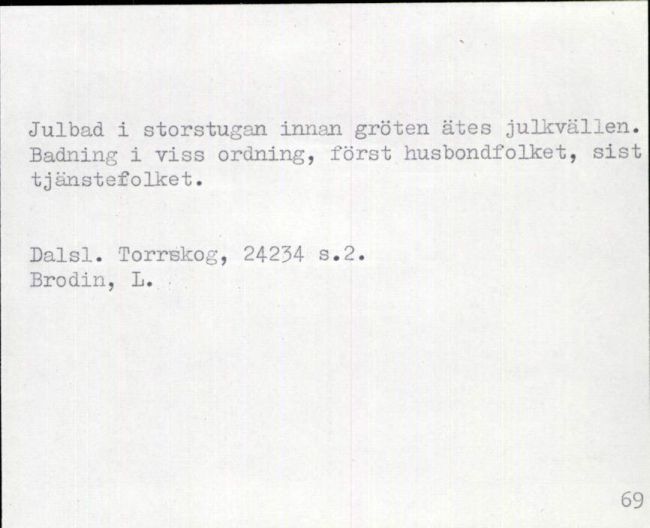 Julbad i storstugan innan gröten ätes julkvällen.
Badning i viss ordning, först husbondfolket, sist
tjänstefolket.
Dalsl. Torrskog, 24234 s.2.
Brodin, L.
69